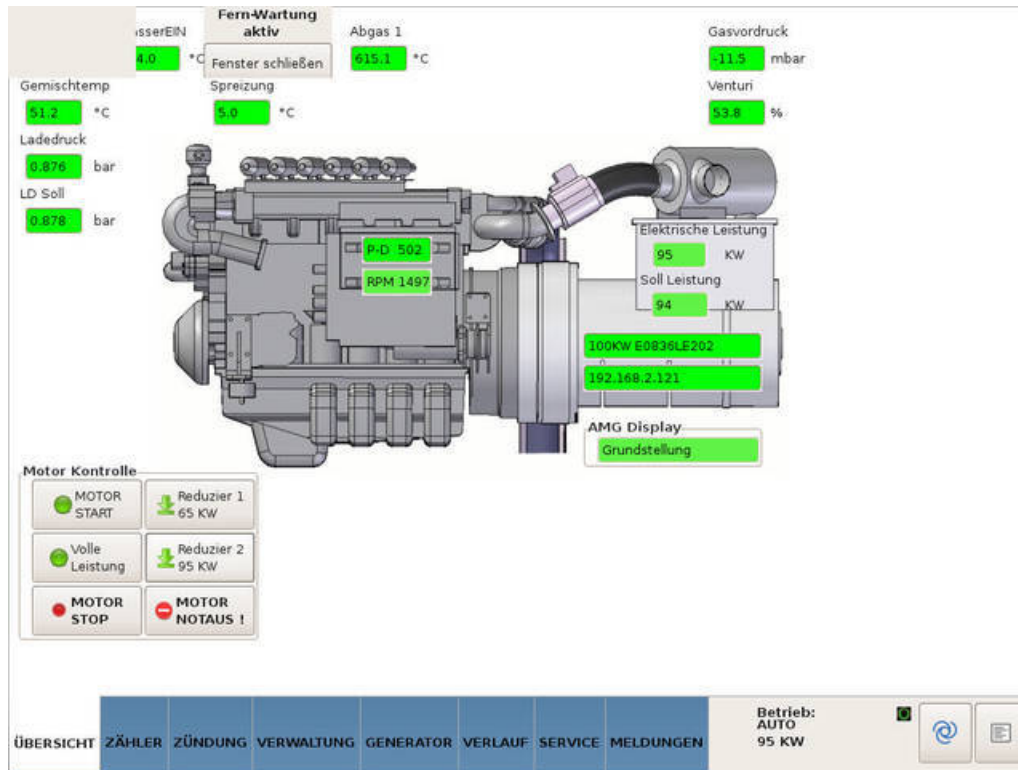 Fern-Wartung
aktiv
Fenster schließen
sserEIN
4.0 °C
Abgas 1
615.1 °C
Gasvordruck
-11.5 mbar
Gemischtemp
51.2 °C
Spreizung
5.0 °C
Venturi
53.8 %
Ladedruck
0.876 bar
LD Soll
0.878 bar
P-D 502
RPM 1497
Elektrische Leistung
95 KW
Soll Leistung
94 KW
100KW E0836LE202
192.168.2.121
AMG Display
Grundstellung
Motor Kontrolle
MOTOR
START
Reduzier 1
65 KW
Volle
Leistung
Reduzier 2
95 KW
MOTOR
STOP
MOTOR
NOTAUS !
ÜBERSICHT ZÄHLER ZÜNDUNG VERWALTUNG GENERATOR VERLAUF SERVICE MELDUNGEN
Betrieb:
AUTO
95 KW